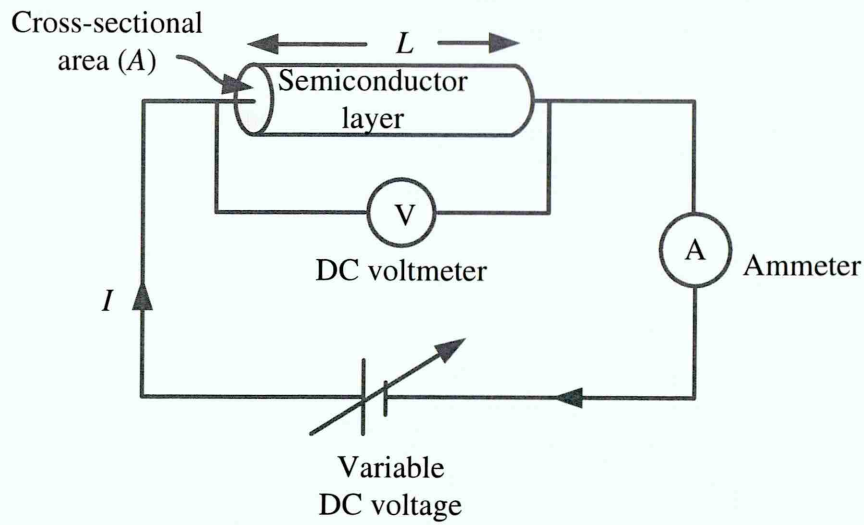 Cross-sectional
area (A)
L
Semiconductor
layer
V
DC voltmeter
A
Ammeter
I
Variable
DC voltage